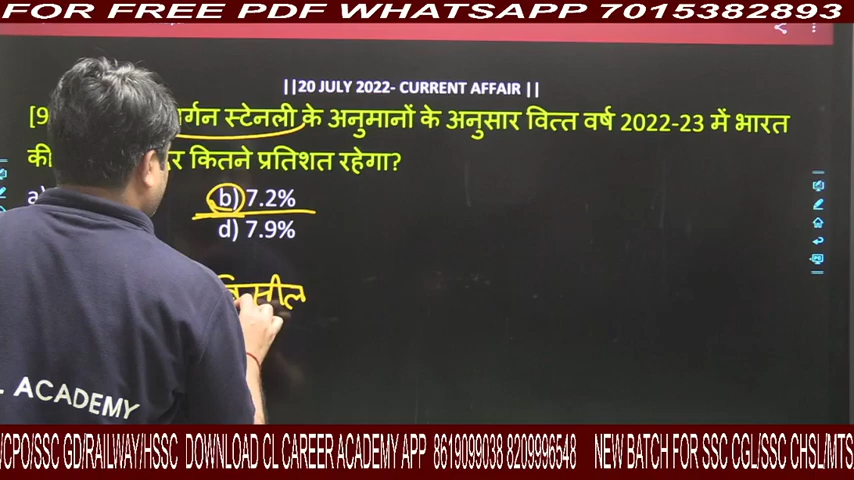 FOR FREE PDF WHATSAPP 7015382893
||20 JULY 2022- CURRENT AFFAIR ||
[9 स्टेनली के अनुमानों के अनुसार वित्त वर्ष 2022-23 में भारत
की कितने प्रतिशत रहेगा?
a) b) 7.2%
d) 7.9%
ACADEMY
/CPO/SSC GD/RAILWAY/HSSC DOWNLOAD CL CAREER ACADEMY APP 8619099038 8209996548 NEW BATCH FOR SSC CGL/SSC CHSL/MTS